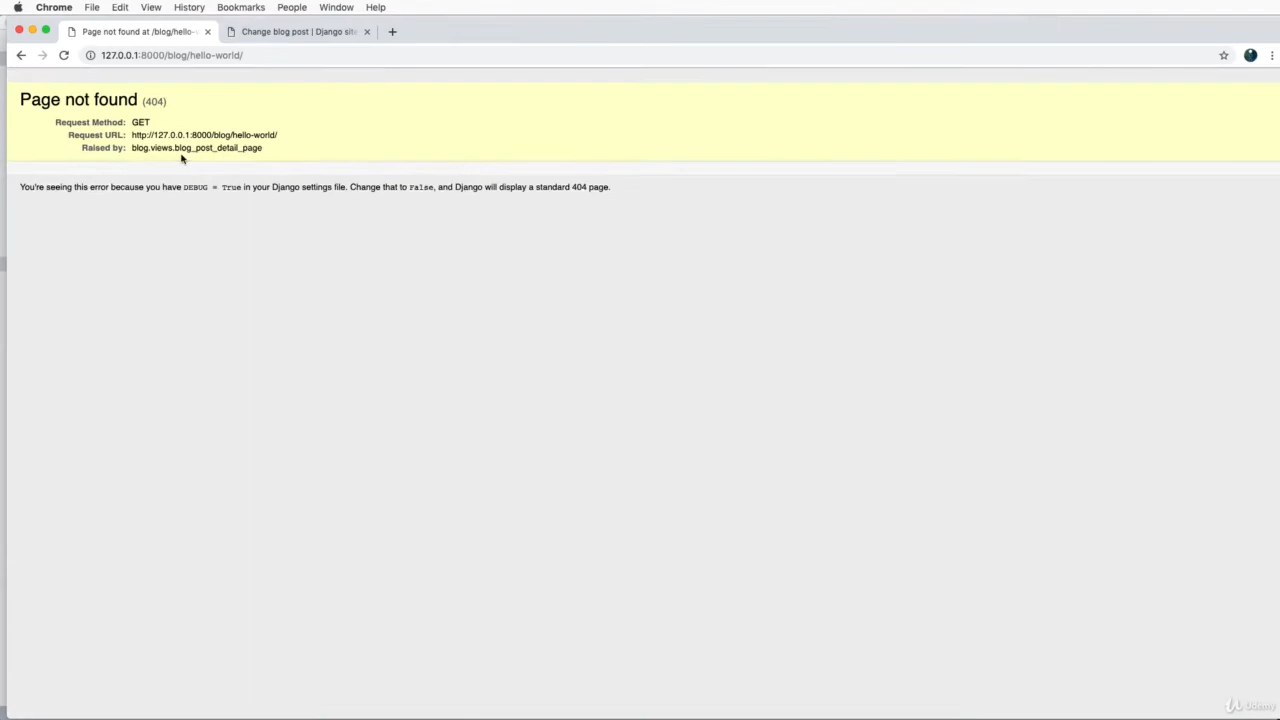 Chrome File Edit View History Bookmarks People Window Help
Page not found at /blog/hello-
Change blog post | Django site
127.0.0.1:8000/blog/hello-world/
Page not found (404)
Request Method: GET
Request URL: http://127.0.0.1:8000/blog/hello-world/
Raised by: blog.views.blog_post_detail_page
You're seeing this error because you have DEBUG = True in your Django settings file. Change that to False, and Django will display a standard 404 page.
Udemy